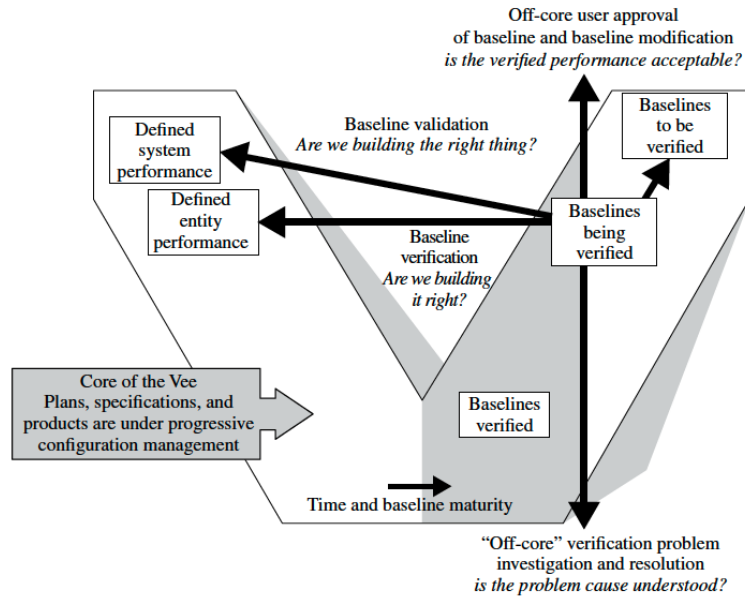 Off-core user approval
of baseline and baseline modification
is the verified performance acceptable?
Defined
system
performance
Baseline validation
Are we building the right thing?
Baselines
to be
verified
Defined
entity
performance
Baselines
being
verified
Baseline
verification
Are we building
it right?
Core of the Vee
Plans, specifications, and
products are under progressive
configuration management
Baselines
verified
Time and baseline maturity
“Off-core” verification problem
investigation and resolution
is the problem cause understood?